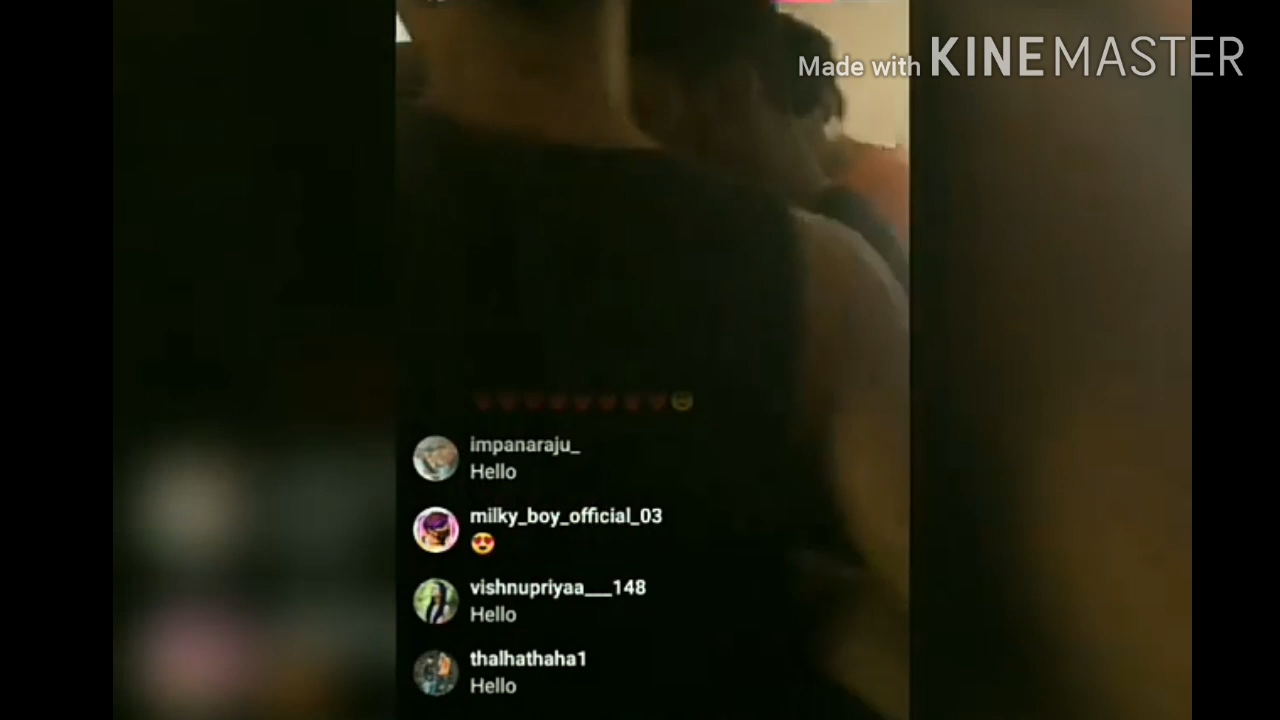 Made with KINEMASTER
❤❤❤❤❤❤❤❤😍
impanaraju_
Hello
milky_boy_official_03
😍
vishnupriyaa___148
Hello
thalhathaha1
Hello